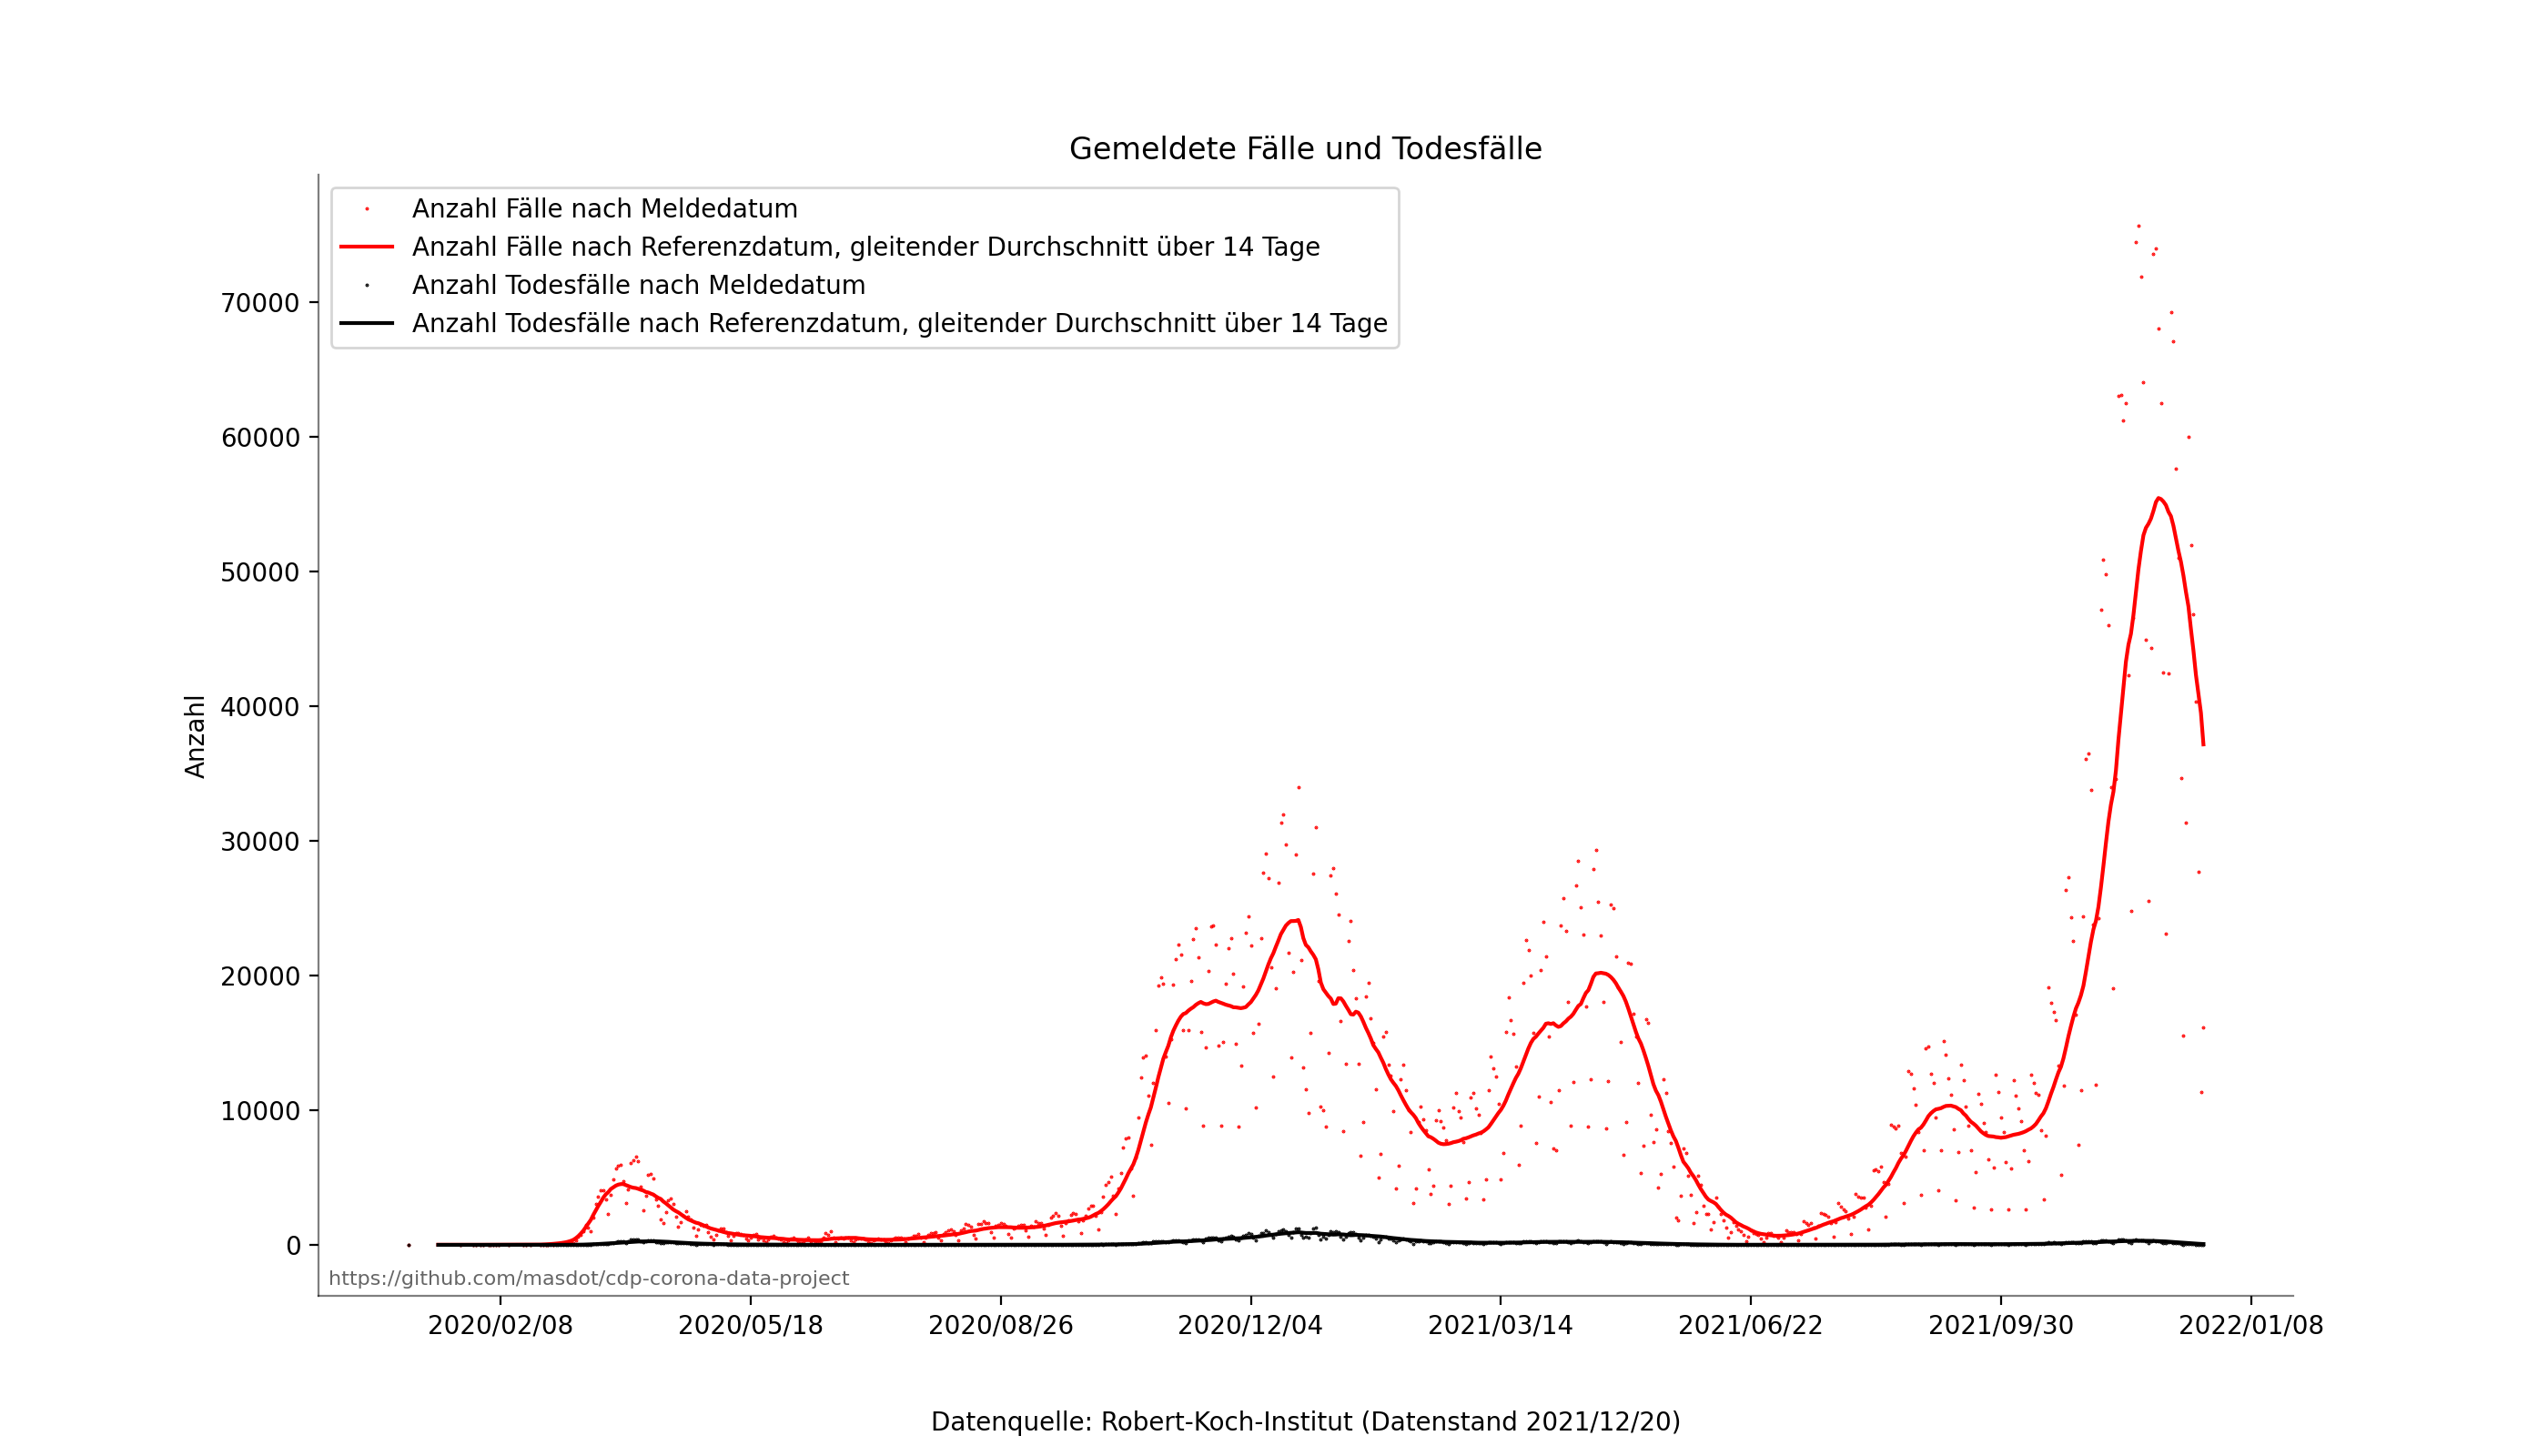 Gemeldete Fälle und Todesfälle
Anzahl Fälle nach Meldedatum
Anzahl Fälle nach Referenzdatum, gleitender Durchschnitt über 14 Tage
Anzahl Todesfälle nach Meldedatum
Anzahl Todesfälle nach Referenzdatum, gleitender Durchschnitt über 14 Tage
Anzahl
70000
60000
50000
40000
30000
20000
10000
0
https://github.com/masdot/cdp-corona-data-project
2020/02/08 2020/05/18 2020/08/26 2020/12/04 2021/03/14 2021/06/22 2021/09/30 2022/01/08
Datenquelle: Robert-Koch-Institut (Datenstand 2021/12/20)